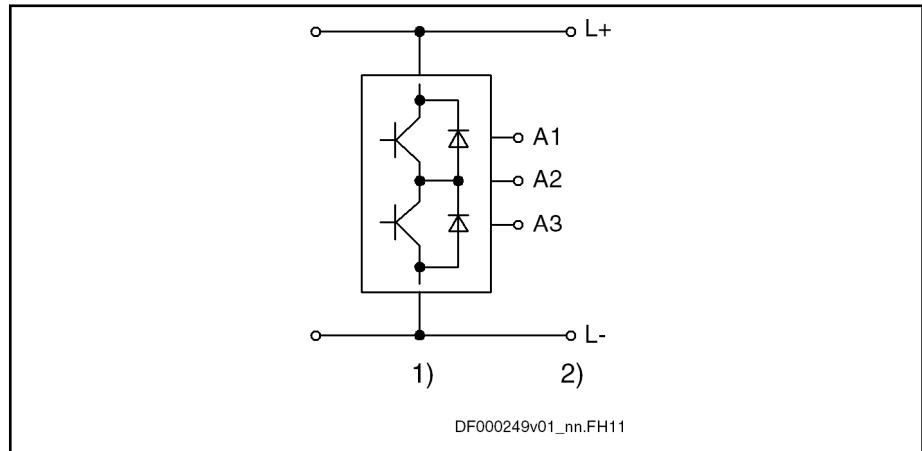 L+
A1
A2
A3
L-
1) 2)
DF000249v01_nn.FH11